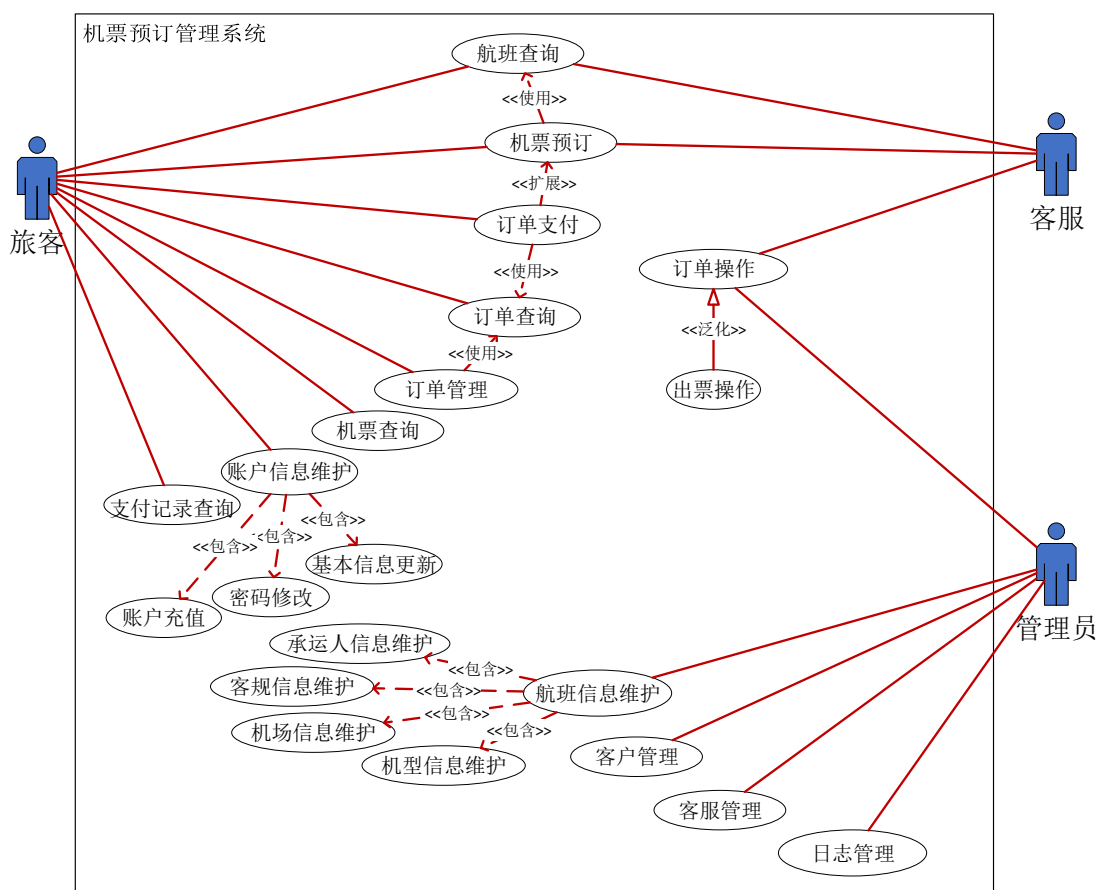 机票预订管理系统
航班查询
<<使用>>
机票预订
<<扩展>>
订单支付
<<使用>>
订单查询
<<使用>>
订单管理
机票查询
账户信息维护
支付记录查询
<<包含>>
<<包含>>
<<包含>>
基本信息更新
密码修改
账户充值
旅客
客服
订单操作
<<泛化>>
出票操作
管理员
承运人信息维护
<<包含>>
客规信息维护
<<包含>>
航班信息维护
机场信息维护
<<包含>>
机型信息维护
<<包含>>
客户管理
客服管理
日志管理